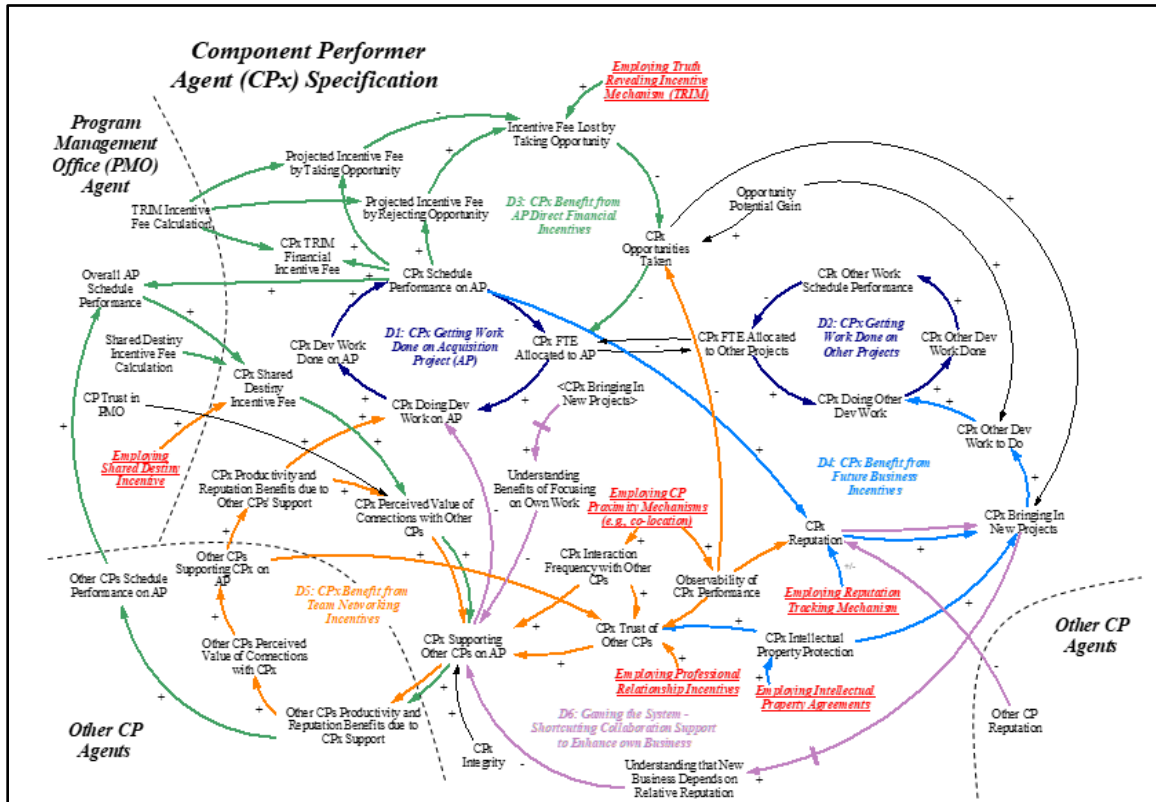 Component Performer
Agent (CPx) Specification
Program
Management
Office (PMO)
Agent
Employing Truth
Revealing Incentive
Mechanism (TRIM)
Incentive Fee Lost by
Taking Opportunity
Projected Incentive Fee
by Taking Opportunity
Projected Incentive Fee
by Rejecting Opportunity
TRIM Incentive
Fee Calculation
CPx TRIM
Financial
Incentive Fee
D3: CPx Benefit from
AP Direct Financial
Incentives
Opportunity
Potential Gain
CPx
Opportunities
Taken
Overall AP
Schedule
Performance
CPx Schedule
Performance on AP
CPx Other Work
Schedule Performance
Shared Destiny
Incentive Fee
Calculation
CPx Dev Work
Done on AP
D1: CPx Getting Work
Done on Acquisition
Project (AP)
CPx FTE
Allocated to AP
CPx FTE Allocated
to Other Projects
D2: CPx Getting
Work Done on
Other Projects
CPx Other Dev
Work Done
CPx Shared
Destiny
Incentive Fee
CP Trust in
PMO
CPx Doing Dev
Work on AP
<CPx Bringing In
New Projects>
CPx Doing Other
Dev Work
CPx Other Dev
Work to Do
Employing
Shared Destiny
Incentive
CPx Productivity and
Reputation Benefits due to
Other CPs' Support
CPx Perceived Value of
Connections with Other
CPs
Understanding
Benefits of Focusing
on Own Work
Employing CP
Proximity Mechanisms
(e.g., co-location)
D4: CPx Benefit from
Future Business
Incentives
CPx
Reputation
CPx Bringing In
New Projects
Other CPs Schedule
Performance on AP
Other CPs
Supporting CPx on
AP
D5: CPx Benefit from
Team Networking
Incentives
CPx Interaction
Frequency with Other
CPs
Observability of
CPx Performance
+/-
Employing Reputation
Tracking Mechanism
Other CPs Perceived
Value of Connections
with CPx
CPx Supporting
Other CPs on AP
CPx Trust of
Other CPs
CPx Intellectual
Property Protection
Other CP
Agents
Employing Professional
Relationship Incentives
Employing Intellectual
Property Agreements
Other CPs Productivity and
Reputation Benefits due to
CPx Support
Other CP
Agents
D6: Gaming the System -
Shortcutting Collaboration Support
to Enhance own Business
CPx
Integrity
Other CP
Reputation
Understanding that New
Business Depends on
Relative Reputation